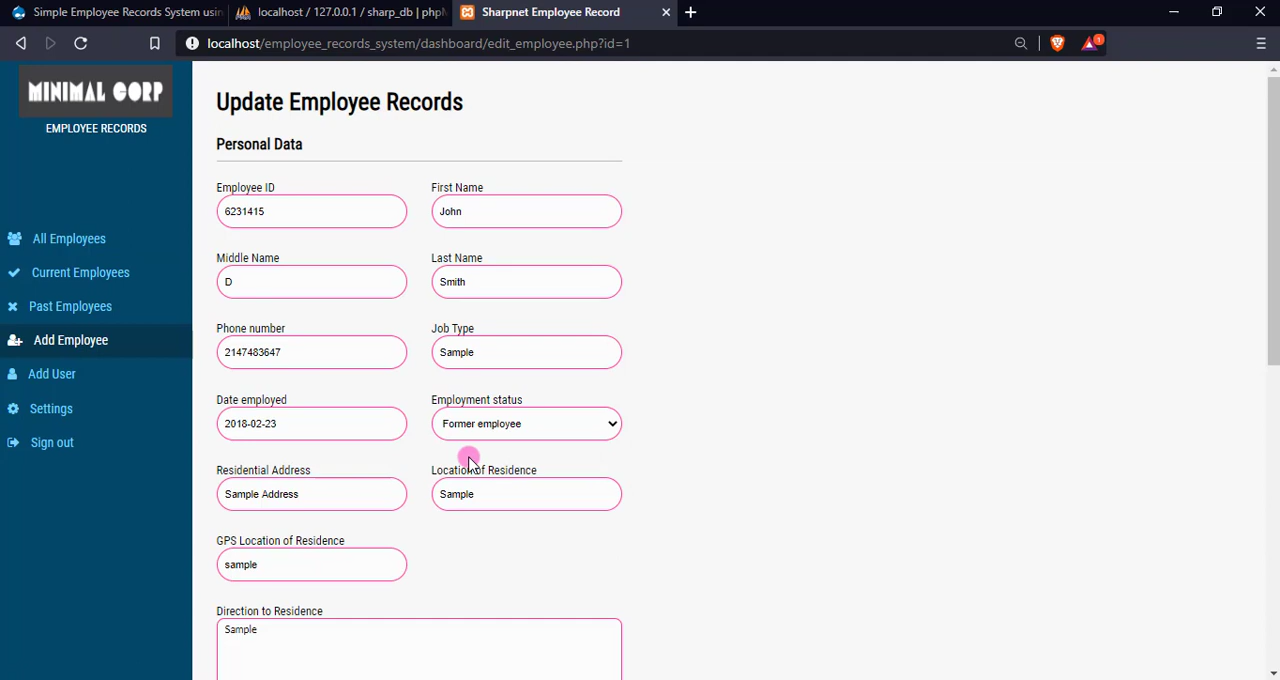 Simple Employee Records System usin
localhost / 127.0.0.1 / sharp_db | phpM
Sharpnet Employee Record
localhost/employee_records_system/dashboard/edit_employee.php?id=1
1
MINIMAL CORP
EMPLOYEE RECORDS
All Employees
Current Employees
Past Employees
Add Employee
Add User
Settings
Sign out
Update Employee Records
Personal Data
Employee ID
First Name
6231415
John
Middle Name
Last Name
D
Smith
Phone number
Job Type
2147483647
Sample
Date employed
Employment status
2018-02-23
Former employee
Residential Address
Location of Residence
Sample Address
Sample
GPS Location of Residence
sample
Direction to Residence
Sample